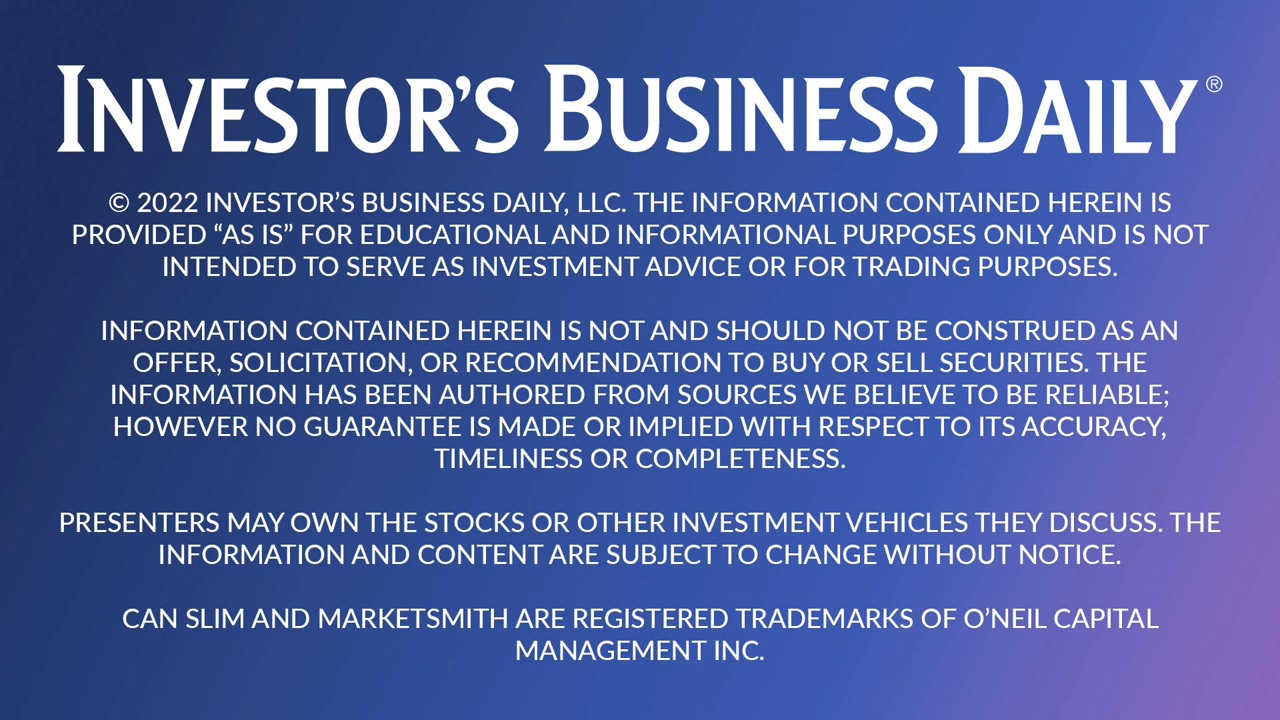 INVESTOR’S BUSINESS DAILY®
© 2022 INVESTOR’S BUSINESS DAILY, LLC. THE INFORMATION CONTAINED HEREIN IS
PROVIDED “AS IS” FOR EDUCATIONAL AND INFORMATIONAL PURPOSES ONLY AND IS NOT
INTENDED TO SERVE AS INVESTMENT ADVICE OR FOR TRADING PURPOSES.
INFORMATION CONTAINED HEREIN IS NOT AND SHOULD NOT BE CONSTRUED AS AN
OFFER, SOLICITATION, OR RECOMMENDATION TO BUY OR SELL SECURITIES. THE
INFORMATION HAS BEEN AUTHORED FROM SOURCES WE BELIEVE TO BE RELIABLE;
HOWEVER NO GUARANTEE IS MADE OR IMPLIED WITH RESPECT TO ITS ACCURACY,
TIMELINESS OR COMPLETENESS.
PRESENTERS MAY OWN THE STOCKS OR OTHER INVESTMENT VEHICLES THEY DISCUSS. THE
INFORMATION AND CONTENT ARE SUBJECT TO CHANGE WITHOUT NOTICE.
CAN SLIM AND MARKETSMITH ARE REGISTERED TRADEMARKS OF O’NEIL CAPITAL
MANAGEMENT INC.